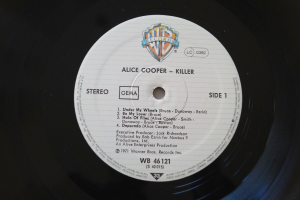 ALICE COOPER – KILLER
LC 0392
STEREO
GEMA
SIDE 1
1. Under My Wheels (Bruce - Dunaway - Ezrin)
2. Be My Lover (Bruce)
3. Halo Of Flies (Alice Cooper - Smith -
Dunaway - Bruce - Buxton)
4. Desperado (Alice Cooper - Bruce)
Executive Producer: Jack Richardson
Produced by Bob Ezrin for Nimbus 9
Productions, Ltd.
An Alive Enterprises Production
℗ 1971 Warner Bros. Records Inc.
WB 46121